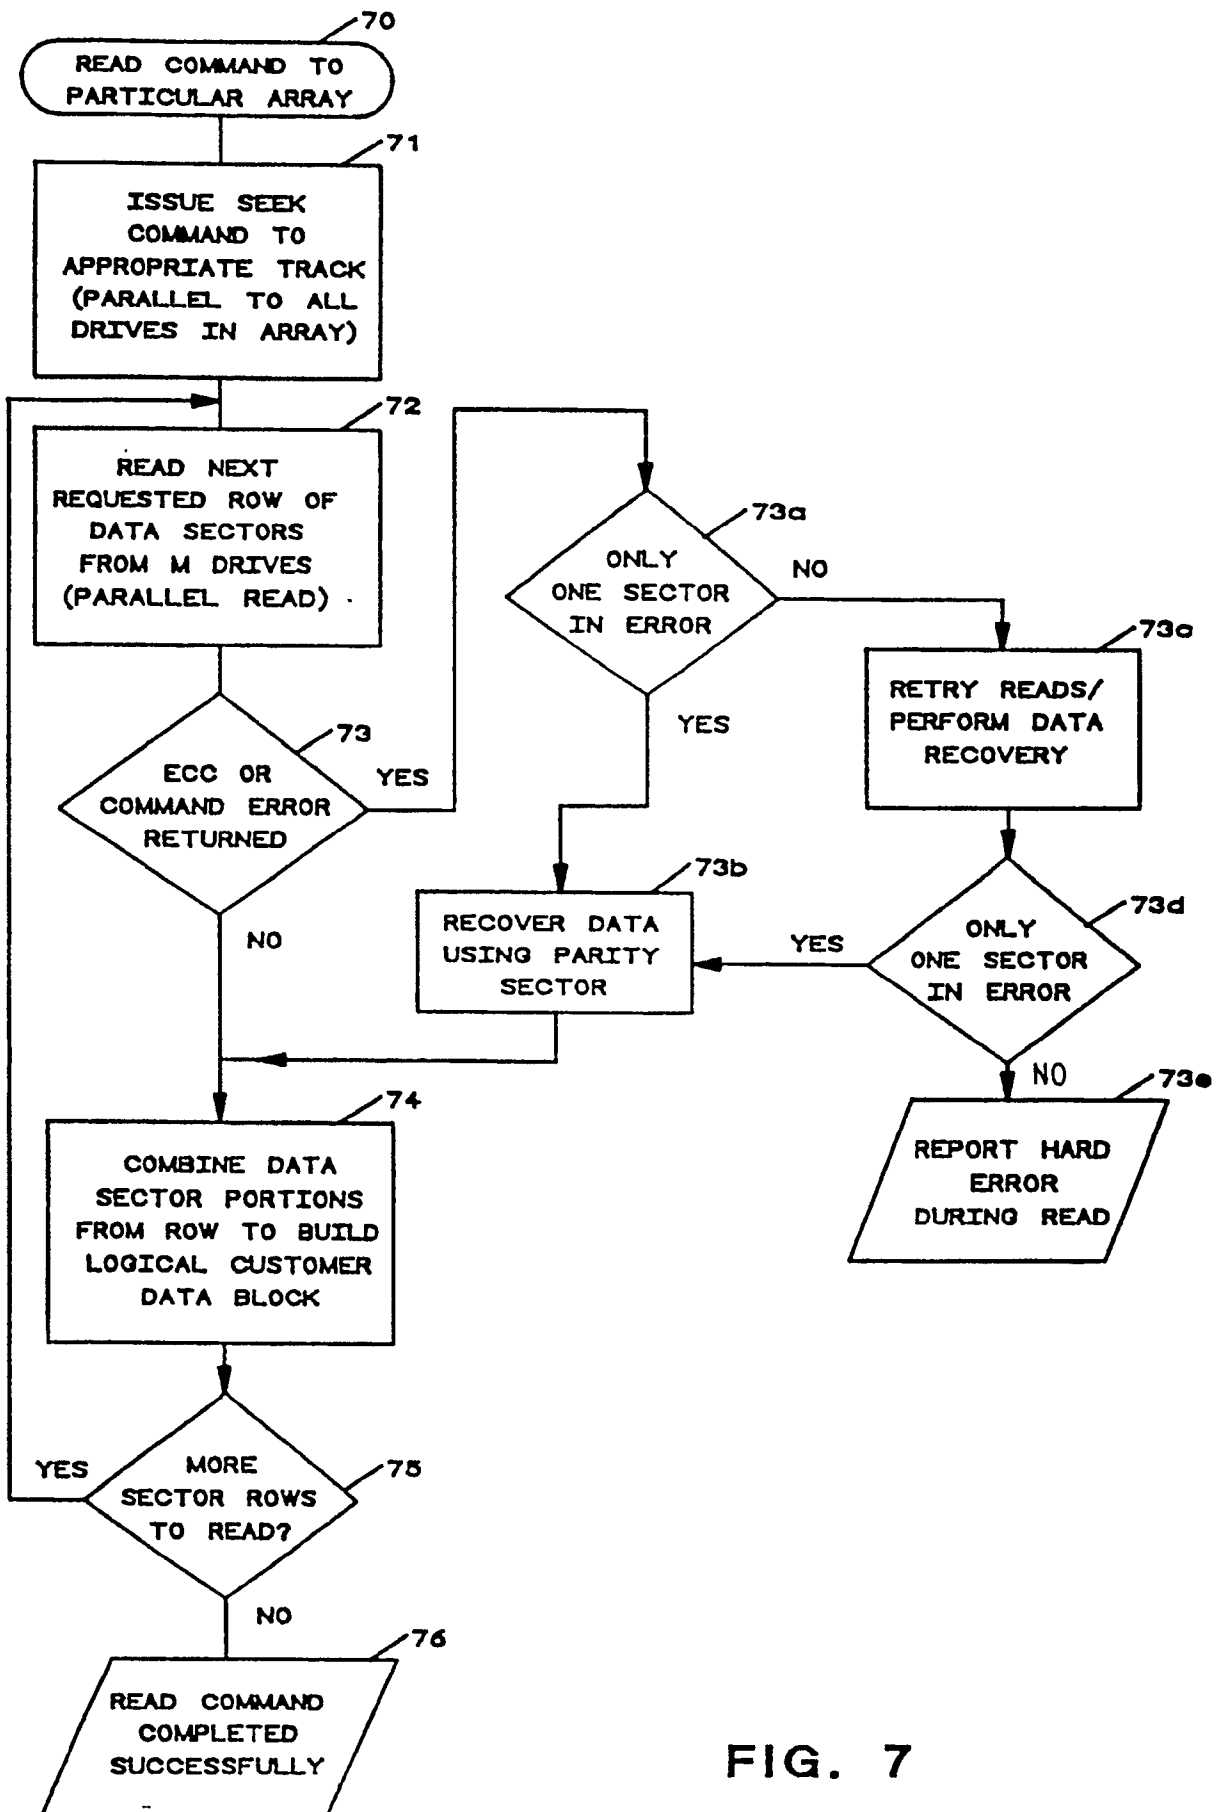 70
READ COMMAND TO
PARTICULAR ARRAY
71
ISSUE SEEK
COMMAND TO
APPROPRIATE TRACK
(PARALLEL TO ALL
DRIVES IN ARRAY)
72
READ NEXT
REQUESTED ROW OF
DATA SECTORS
FROM M DRIVES
(PARALLEL READ)
73
ECC OR
COMMAND ERROR
RETURNED
YES
NO
73a
ONLY
ONE SECTOR
IN ERROR
NO
YES
73c
RETRY READS/
PERFORM DATA
RECOVERY
73b
RECOVER DATA
USING PARITY
SECTOR
73d
ONLY
ONE SECTOR
IN ERROR
YES
NO
73e
REPORT HARD
ERROR
DURING READ
74
COMBINE DATA
SECTOR PORTIONS
FROM ROW TO BUILD
LOGICAL CUSTOMER
DATA BLOCK
75
MORE
SECTOR ROWS
TO READ?
YES
NO
76
READ COMMAND
COMPLETED
SUCCESSFULLY
FIG. 7